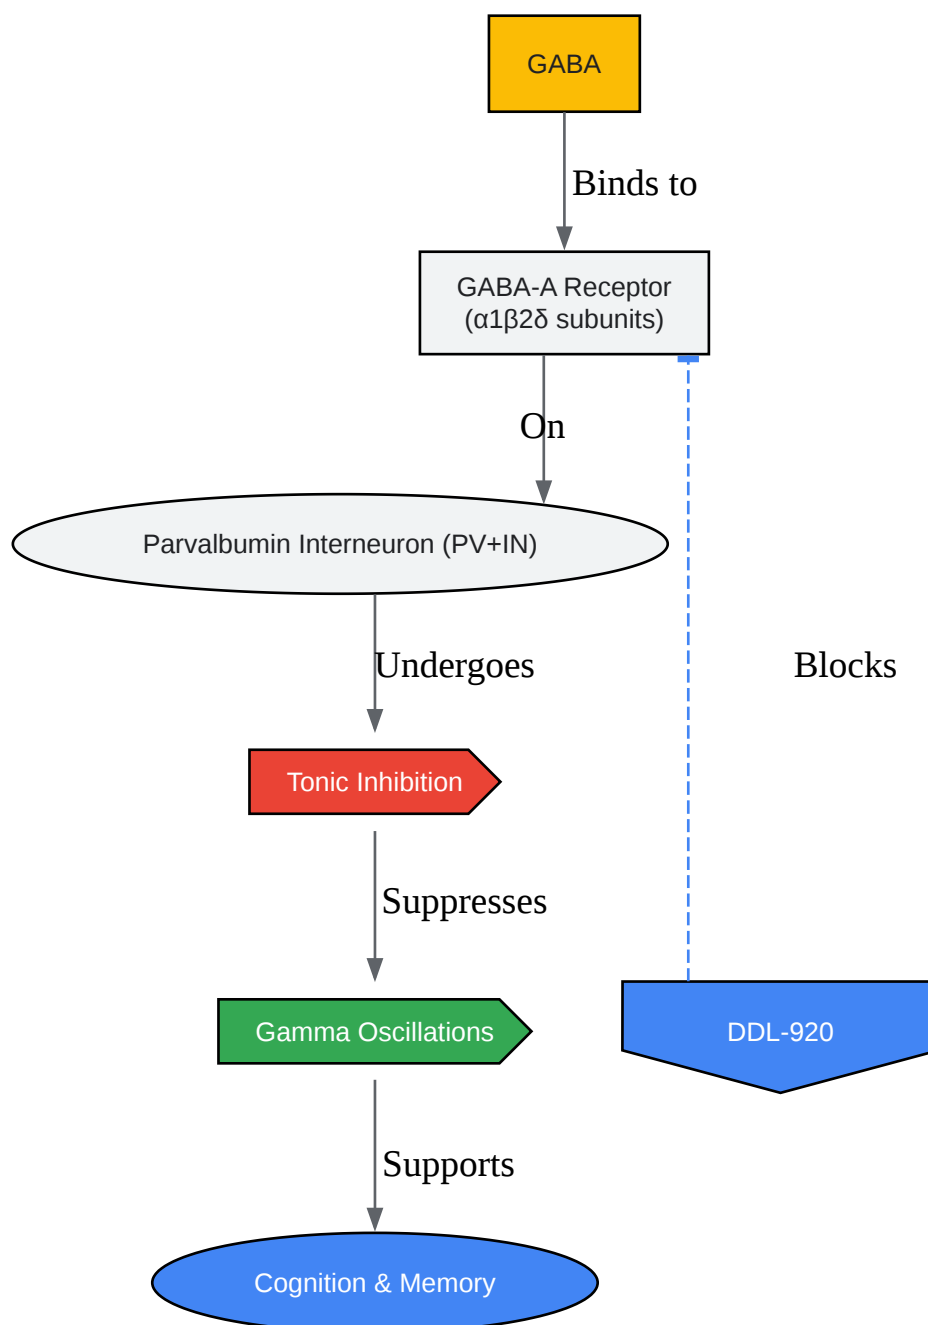 GABA
Binds to
GABA-A Receptor
(α1β2δ subunits)
On
Parvalbumin Interneuron (PV+IN)
Undergoes
Blocks
Tonic Inhibition
Suppresses
Gamma Oscillations
DDL-920
Supports
Cognition & Memory